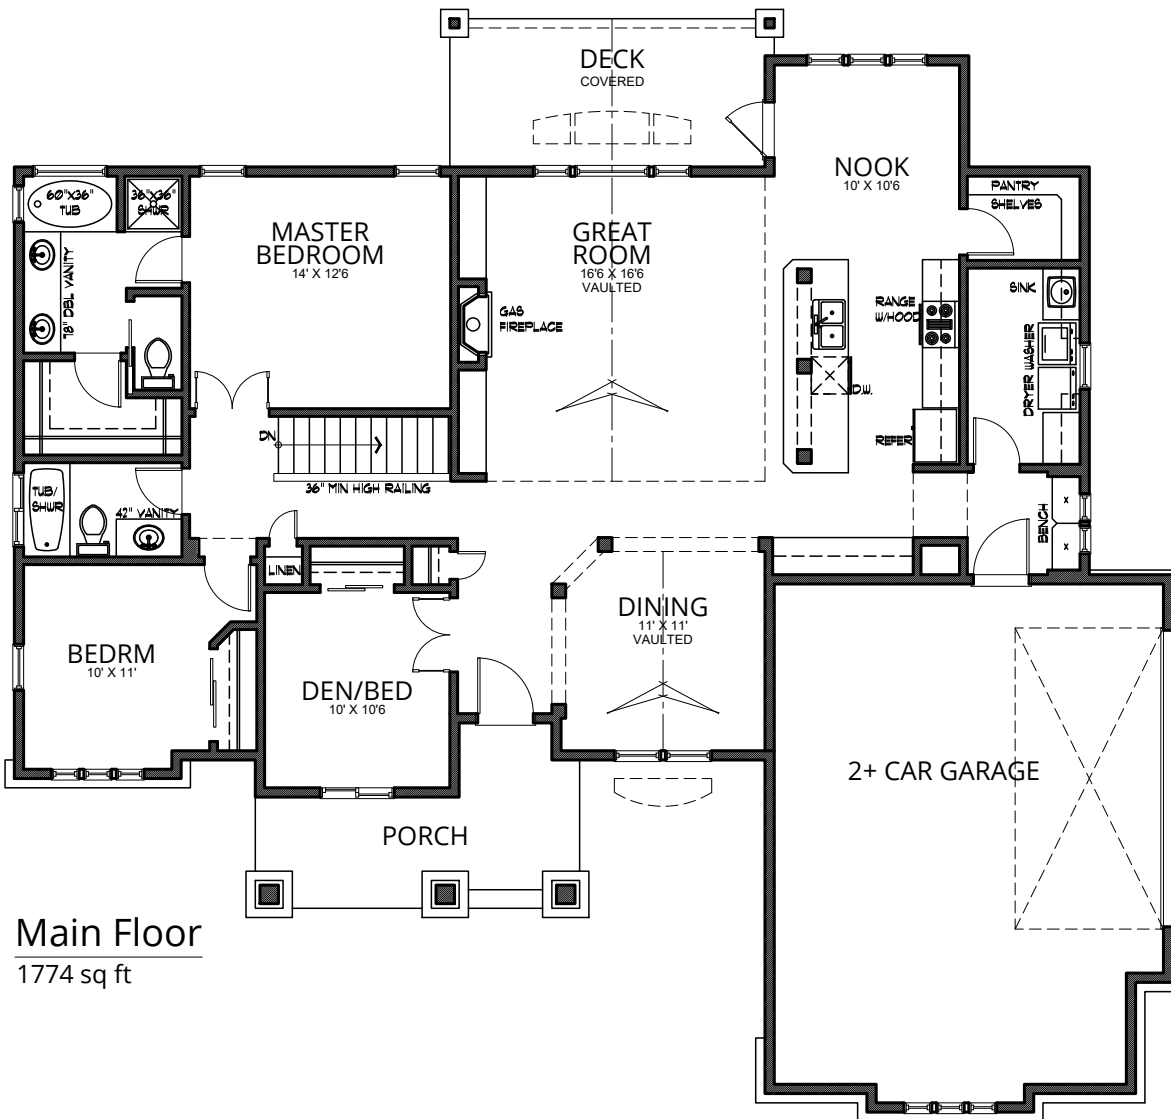 DECK
COVERED
NOOK
10' X 10'6
PANTRY
SHELVES
60"X36"
TUB
36"X36"
SHWR
MASTER
BEDROOM
14' X 12'6
GREAT
ROOM
16'6 X 16'6
VAULTED
78" DBL VANITY
GAS
FIREPLACE
RANGE
W/HOOD
SINK
DRYER WASHER
D.W.
REFER
DN
36" MIN HIGH RAILING
TUB/
SHWR
42" VANITY
BENCH
X
X
LINEN
DINING
11' X 11'
VAULTED
BEDRM
10' X 11'
DEN/BED
10' X 10'6
2+ CAR GARAGE
PORCH
Main Floor
1774 sq ft